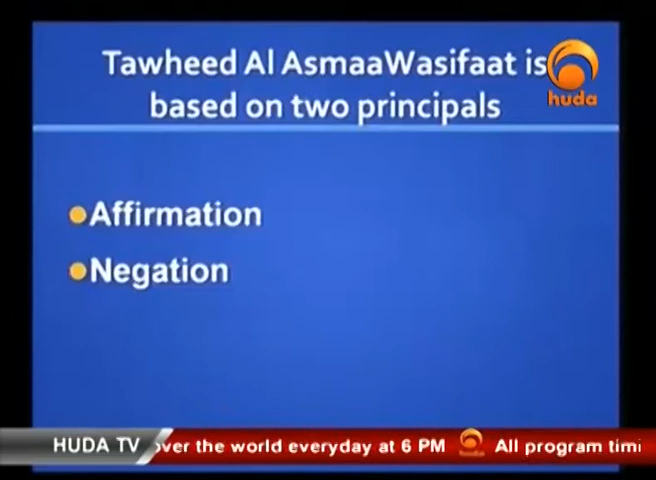 Tawheed Al AsmaaWasifaat is
based on two principals
huda
Affirmation
Negation
HUDA TV over the world everyday at 6 PM All program timi